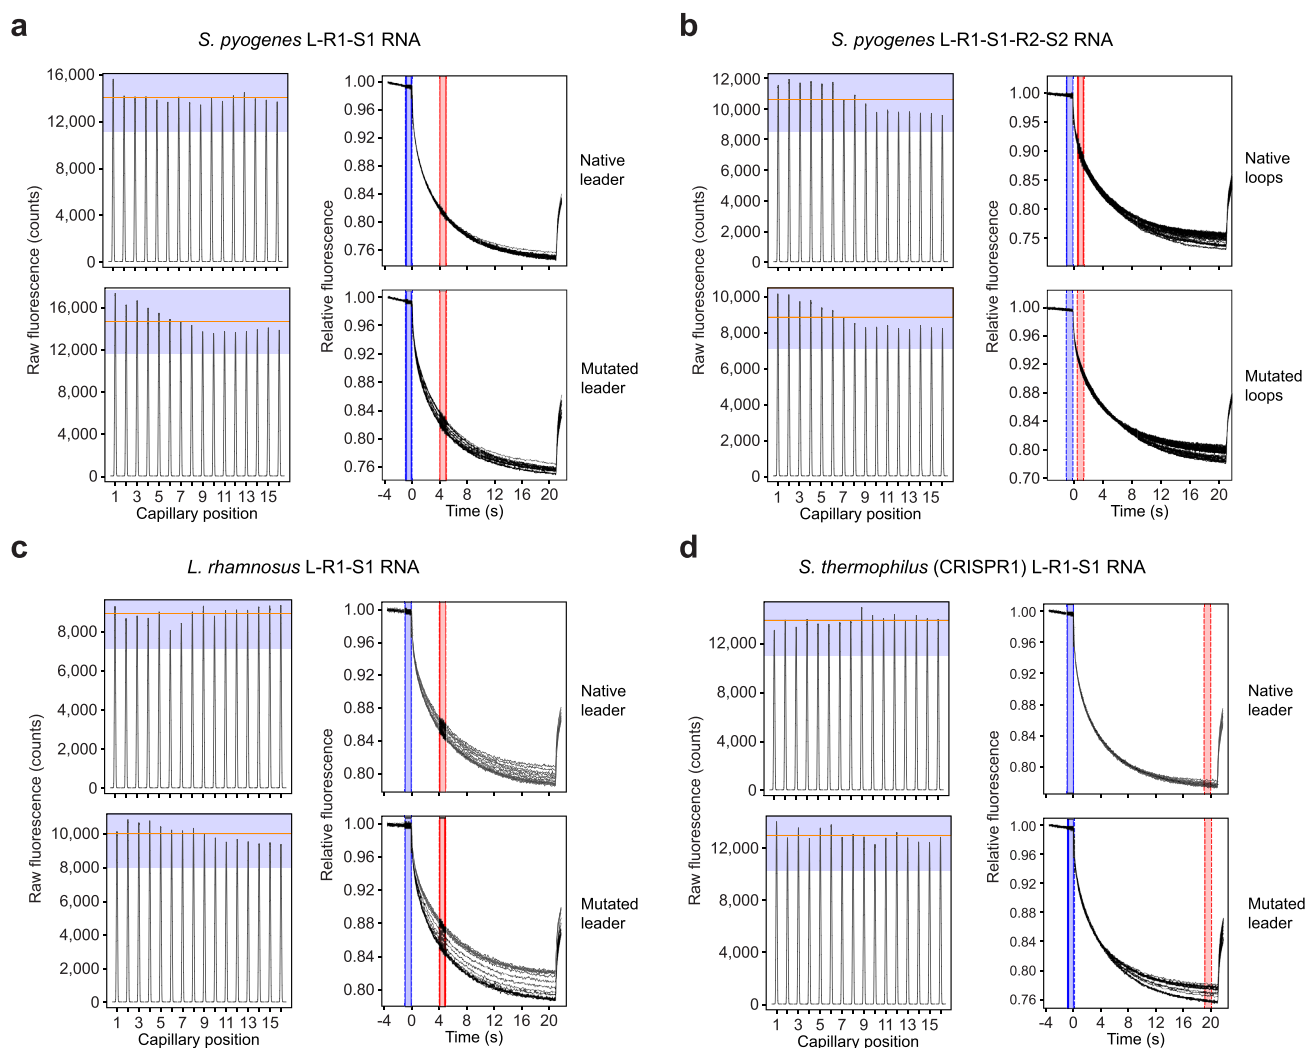 a
S. pyogenes L-R1-S1 RNA
Raw fluorescence (counts)
16,000
12,000
8,000
4,000
0
Relative fluorescence
1.00
0.96
0.92
0.88
0.84
0.80
0.76
Native
leader
16,000
12,000
8,000
4,000
0
1 3 5 7 9 11 13 15
Capillary position
1.00
0.96
0.92
0.88
0.84
0.80
0.76
-4 0 4 8 12 16 20
Time (s)
Mutated
leader
b
S. pyogenes L-R1-S1-R2-S2 RNA
Raw fluorescence (counts)
12,000
10,000
8,000
6,000
4,000
2,000
0
Relative fluorescence
1.00
0.95
0.90
0.85
0.80
0.75
Native
loops
10,000
8,000
6,000
4,000
2,000
0
1 3 5 7 9 11 13 15
Capillary position
1.00
0.92
0.88
0.84
0.80
0.70
0 4 8 12 16 20
Time (s)
Mutated
loops
c
L. rhamnosus L-R1-S1 RNA
Raw fluorescence (counts)
8,000
6,000
4,000
2,000
0
Relative fluorescence
1.00
0.96
0.92
0.88
0.84
0.80
Native
leader
10,000
8,000
6,000
4,000
2,000
0
1 3 5 7 9 11 13 15
Capillary position
1.00
0.96
0.92
0.88
0.84
0.80
-4 0 4 8 12 16 20
Time (s)
Mutated
leader
d
S. thermophilus (CRISPR1) L-R1-S1 RNA
Raw fluorescence (counts)
12,000
8,000
4,000
0
Relative fluorescence
1.00
0.96
0.92
0.88
0.84
0.80
Native
leader
12,000
8,000
4,000
0
1 3 5 7 9 11 13 15
Capillary position
1.00
0.96
0.92
0.88
0.84
0.80
0.76
-4 0 4 8 12 16 20
Time (s)
Mutated
leader